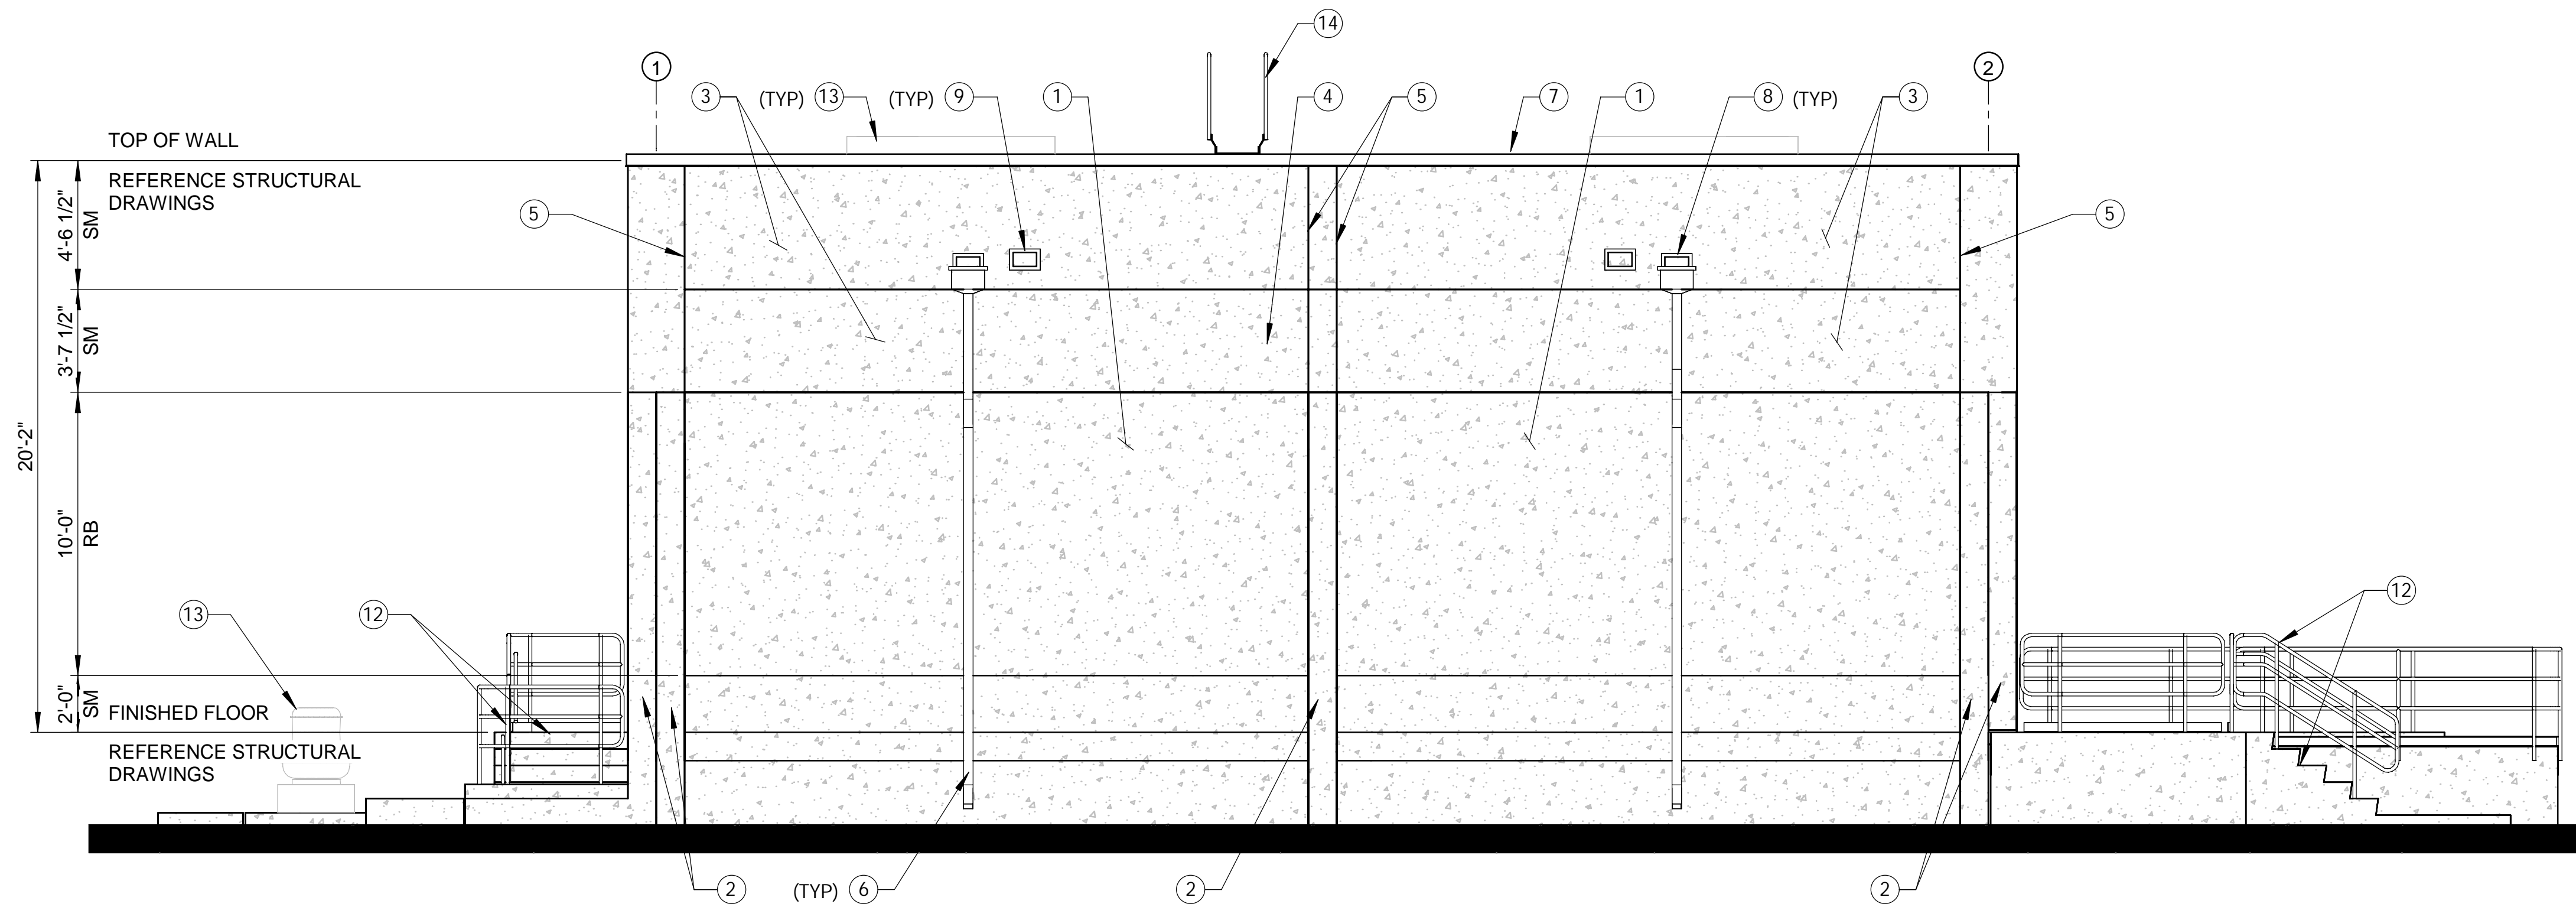 14
1
2
3
(TYP) 13
(TYP) 9
1
4
5
7
1
8 (TYP)
3
TOP OF WALL
REFERENCE STRUCTURAL
DRAWINGS
4'-6 1/2"
SM
5
5
3'-7 1/2"
SM
20'-2"
10'-0"
RB
13
12
12
2'-0"
SM
FINISHED FLOOR
REFERENCE STRUCTURAL
DRAWINGS
2
(TYP) 6
2
2